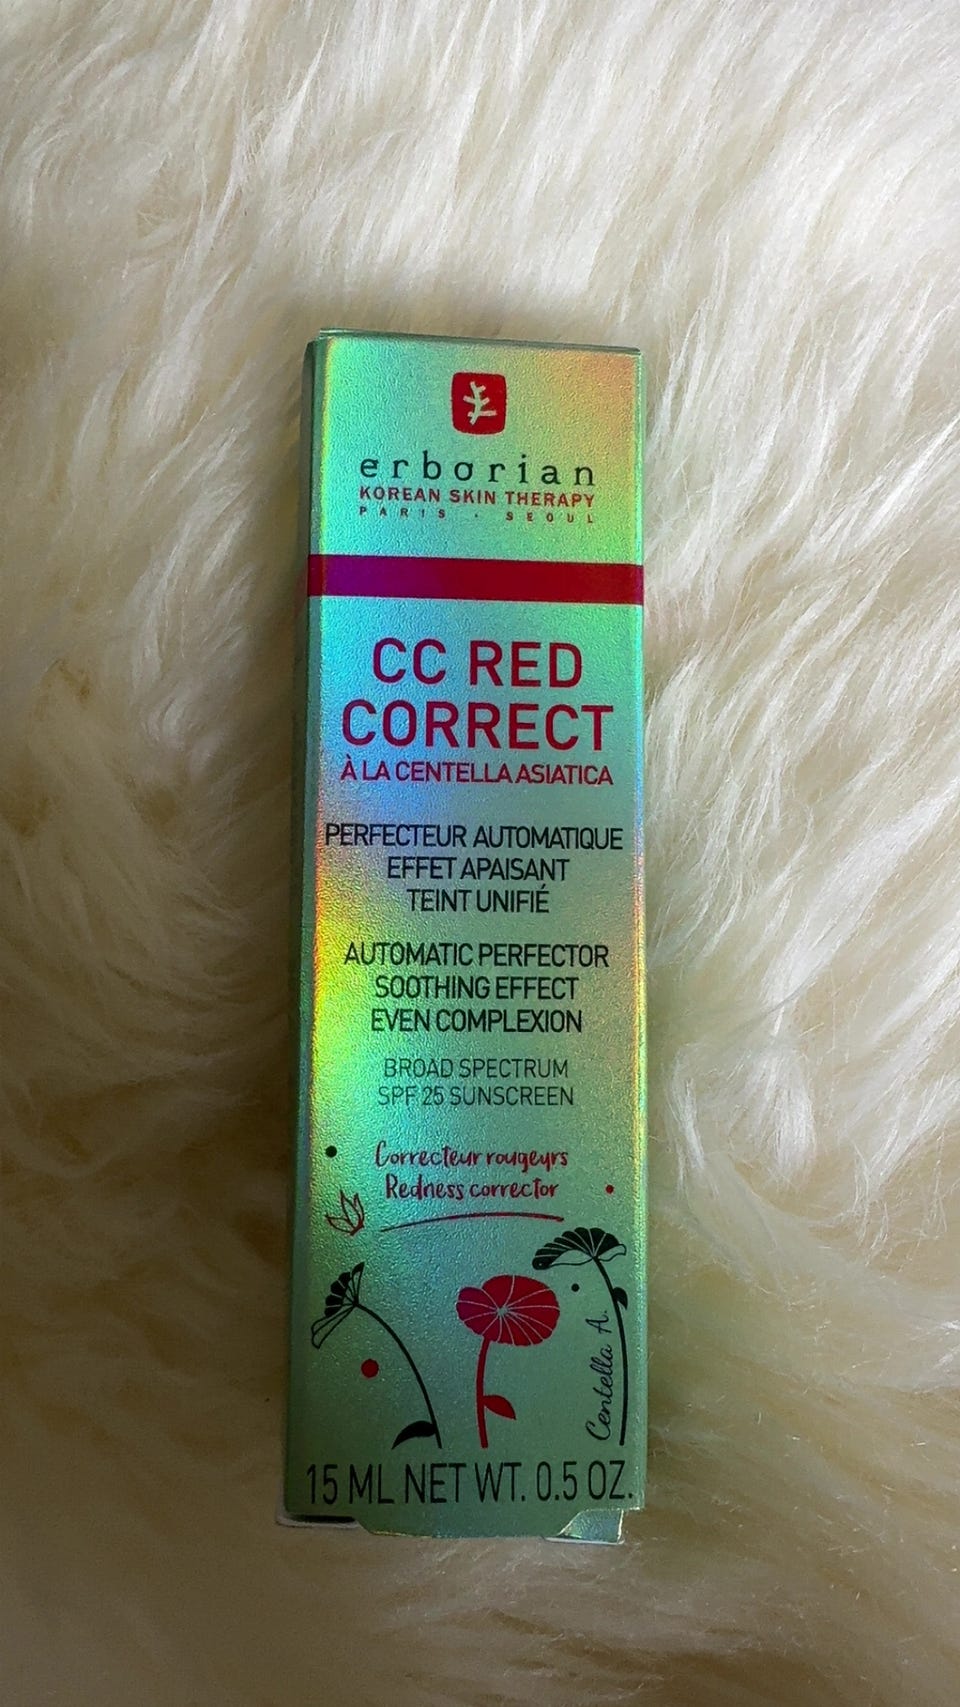 erborian
KOREAN SKIN THERAPY
PARIS · SEOUL
CC RED
CORRECT
À LA CENTELLA ASIATICA
PERFECTEUR AUTOMATIQUE
EFFET APAISANT
TEINT UNIFIÉ
AUTOMATIC PERFECTOR
SOOTHING EFFECT
EVEN COMPLEXION
BROAD SPECTRUM
SPF 25 SUNSCREEN
Correcteur rougeurs
Redness corrector
Centella A.
15 ML NET WT. 0.5 OZ.